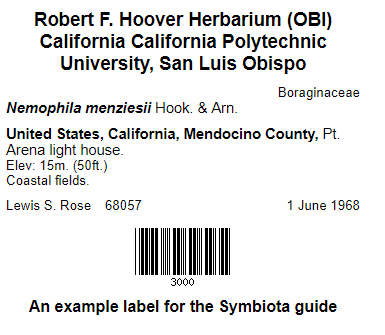 Robert F. Hoover Herbarium (OBI)
California California Polytechnic
University, San Luis Obispo
Boraginaceae
Nemophila menziesii Hook. & Arn.
United States, California, Mendocino County, Pt.
Arena light house.
Elev: 15m. (50ft.)
Coastal fields.
Lewis S. Rose 68057 1 June 1968
3000
An example label for the Symbiota guide